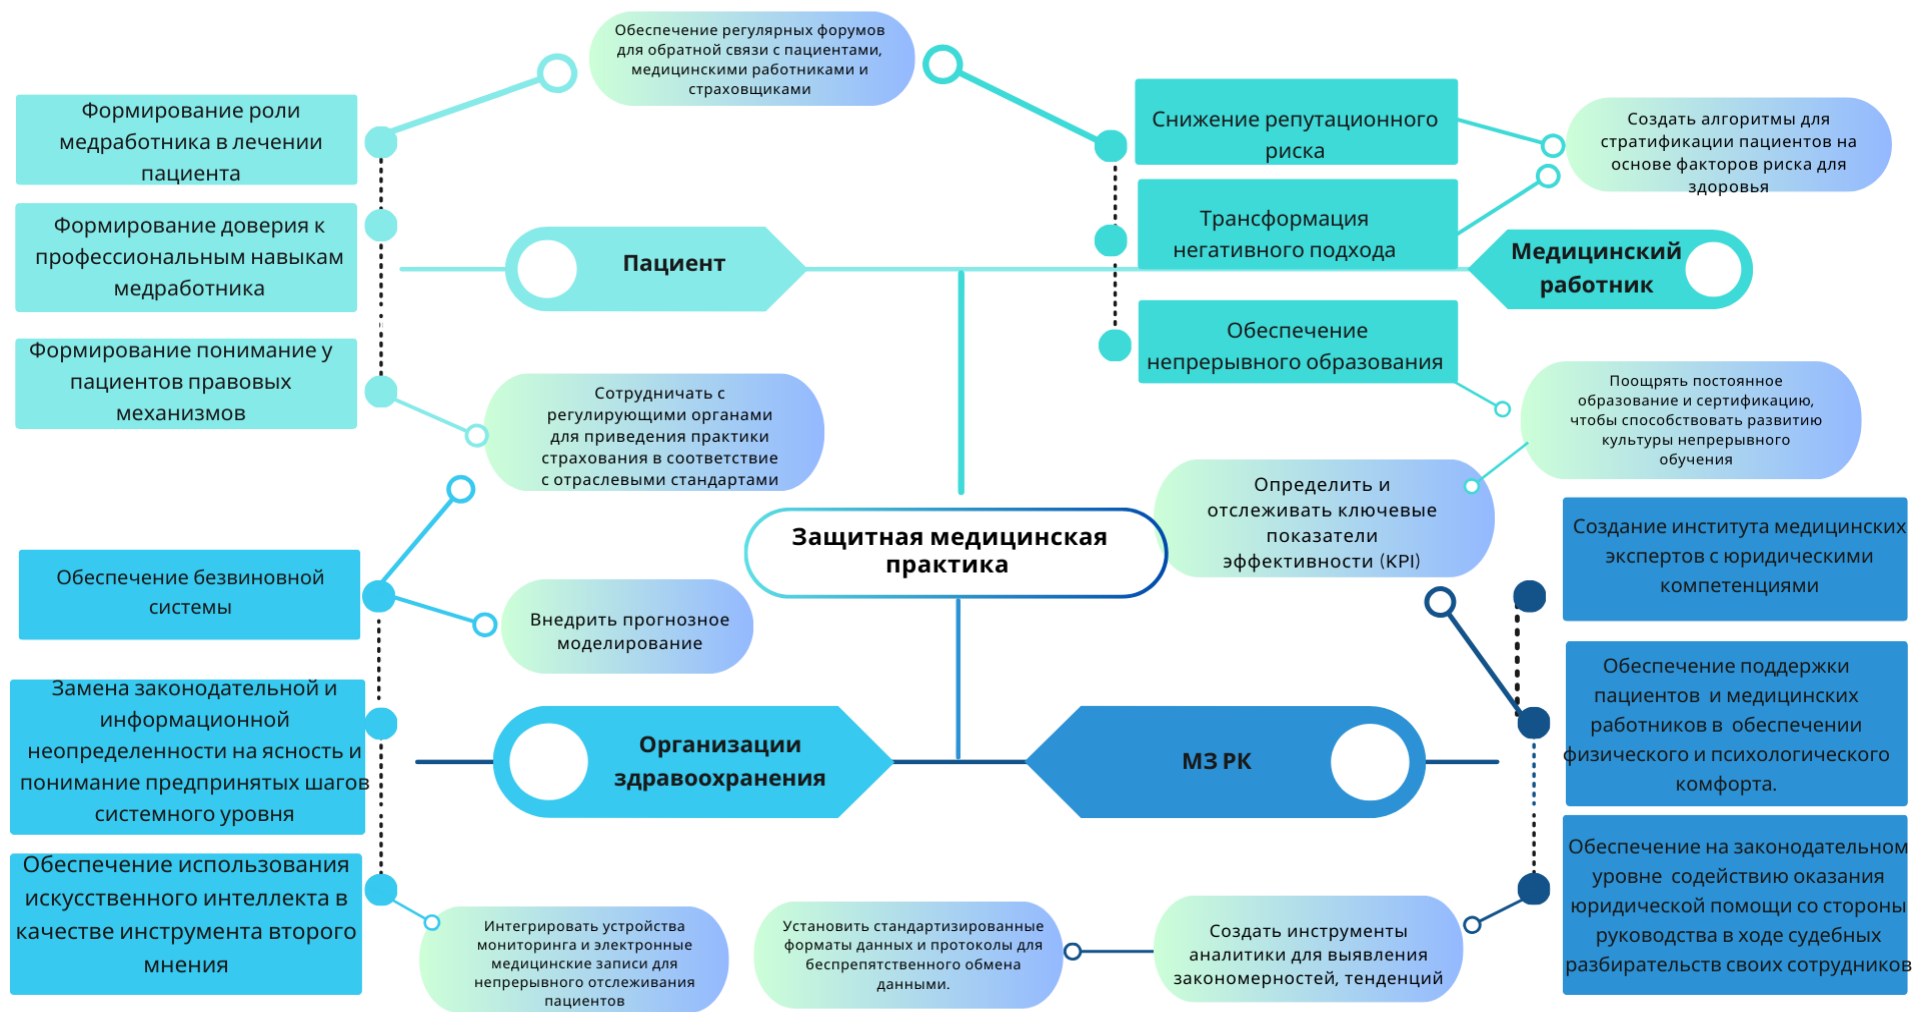 Обеспечение регулярных форумов
для обратной связи с пациентами,
медицинскими работниками и
страховщиками
Формирование роли
медработника в лечении
пациента
Формирование доверия к
профессиональным навыкам
медработника
Формирование понимание у
пациентов правовых
механизмов
Пациент
Сотрудничать с
регулирующими органами
для приведения практики
страхования в соответствие
с отраслевыми стандартами
Снижение репутационного
риска
Трансформация
негативного подхода
Обеспечение
непрерывного образования
Создать алгоритмы для
стратификации пациентов на
основе факторов риска для
здоровья
Медицинский
работник
Поощрять постоянное
образование и сертификацию,
чтобы способствовать развитию
культуры непрерывного
обучения
Определить и
отслеживать ключевые
показатели
эффективности (KPI)
Защитная медицинская
практика
Обеспечение безвиновной
системы
Внедрить прогнозное
моделирование
Замена законодательной и
информационной
неопределенности на ясность и
понимание предпринятых шагов
системного уровня
Обеспечение использования
искусственного интеллекта в
качестве инструмента второго
мнения
Организации
здравоохранения
МЗ РК
Создание института медицинских
экспертов с юридическими
компетенциями
Обеспечение поддержки
пациентов  и медицинских
работников в  обеспечении
физического и психологического
комфорта.
Обеспечение на законодательном
уровне  содействию оказания
юридической помощи со стороны
руководства в ходе судебных
разбирательств своих сотрудников
Интегрировать устройства
мониторинга и электронные
медицинские записи для
непрерывного отслеживания
пациентов
Установить стандартизированные
форматы данных и протоколы для
беспрепятственного обмена
данными.
Создать инструменты
аналитики для выявления
закономерностей, тенденций